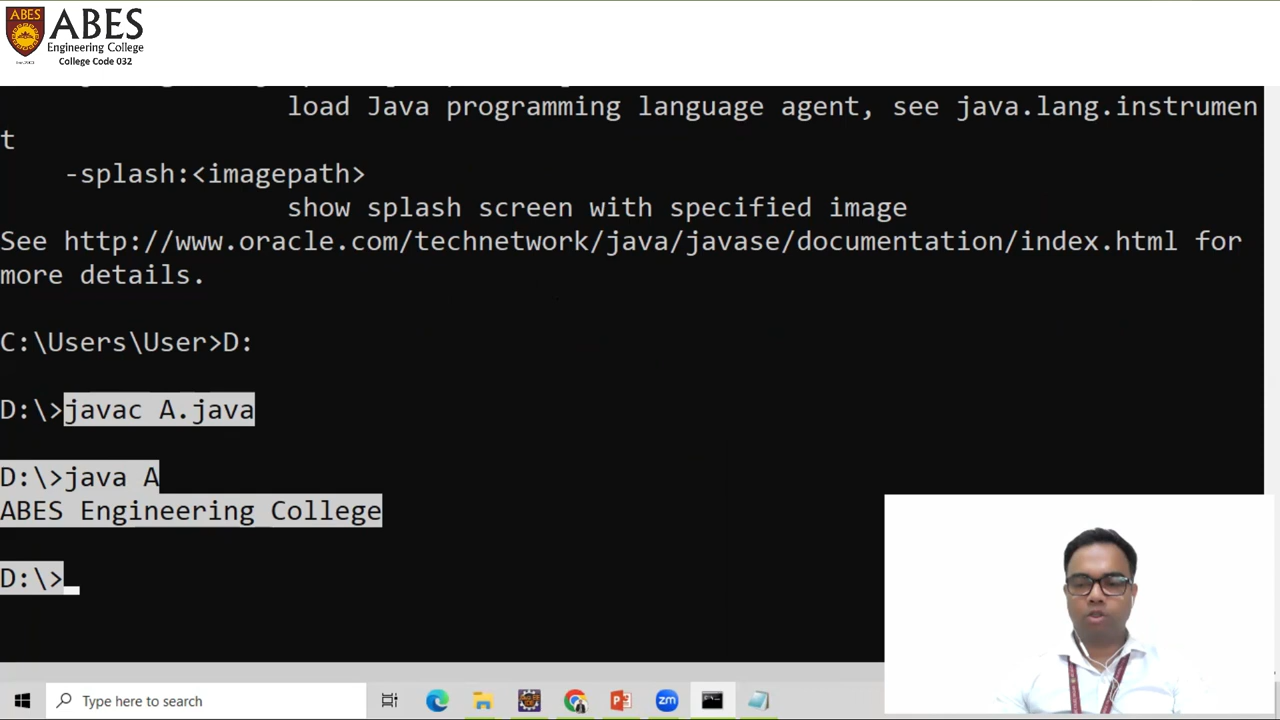 ABES
ABES
Engineering College
College Code 032
load Java programming language agent, see java.lang.instrumen
t
-splash:<imagepath>
show splash screen with specified image
See http://www.oracle.com/technetwork/java/javase/documentation/index.html for
more details.
C:\Users\User>D:
D:\>javac A.java
D:\>java A
ABES Engineering College
D:\>
Type here to search
zm